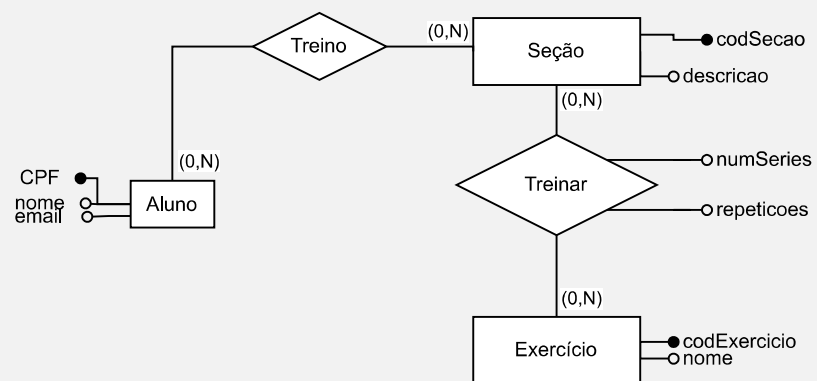 Treino
(0,N)
Seção
codSecao
descricao
(0,N)
(0,N)
CPF
nome
email
Aluno
Treinar
numSeries
repeticoes
(0,N)
Exercício
codExercicio
nome